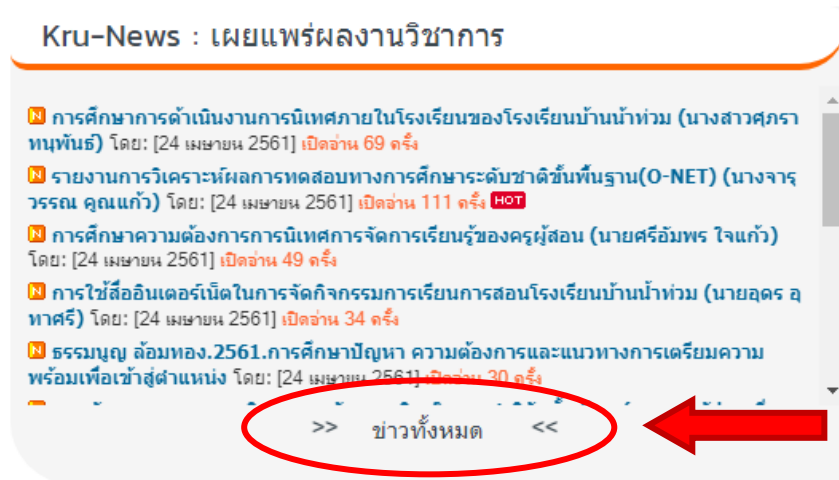 Kru-News : เผยแพร่ผลงานวิชาการ
การศึกษาการดำเนินงานการนิเทศภายในโรงเรียนของโรงเรียนบ้านน้ำท่วม (นางสาวศุภรา
ทนุพันธ์) โดย: [24 เมษายน 2561] เปิดอ่าน 69 ครั้ง
รายงานการวิเคราะห์ผลการทดสอบทางการศึกษาระดับชาติขั้นพื้นฐาน(O-NET) (นางจารุ
วรรณ คูณแก้ว) โดย: [24 เมษายน 2561] เปิดอ่าน 111 ครั้ง HOT
การศึกษาความต้องการการนิเทศการจัดการเรียนรู้ของครูผู้สอน (นายศรีอัมพร ใจแก้ว)
โดย: [24 เมษายน 2561] เปิดอ่าน 49 ครั้ง
การใช้สื่ออินเตอร์เน็ตในการจัดกิจกรรมการเรียนการสอนโรงเรียนบ้านน้ำท่วม (นายอุดร อุ
ทาศรี) โดย: [24 เมษายน 2561] เปิดอ่าน 34 ครั้ง
ธรรมนูญ ล้อมทอง.2561.การศึกษาปัญหา ความต้องการและแนวทางการเตรียมความ
พร้อมเพื่อเข้าสู่ตำแหน่ง โดย: [24 เมษายน 2561] เปิดอ่าน 30 ครั้ง
>> ข่าวทั้งหมด <<